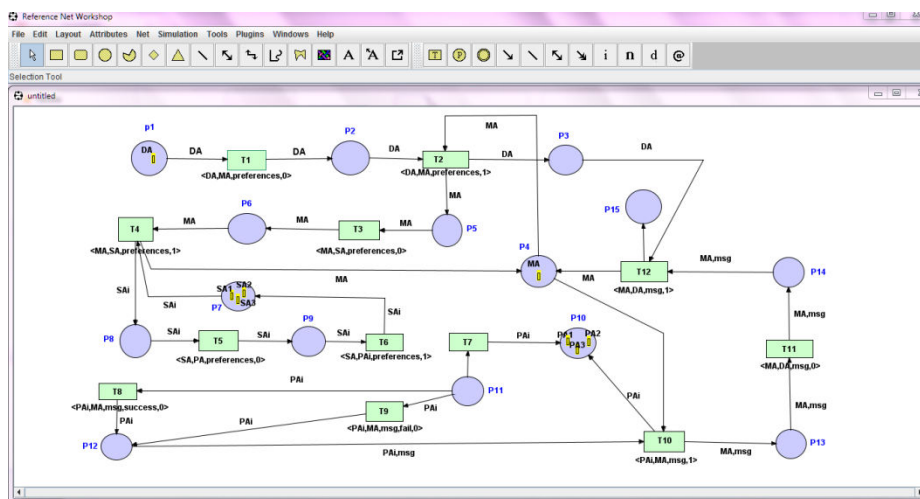 Reference Net Workshop
File Edit Layout Attributes Net Simulation Tools Plugins Windows Help
T P A A i n d @
Selection Tool
untitled
p1 P2 MA P3
DA DA DA DA T1 DA T2 DA DA
<DA,MA,preferences,0> <DA,MA,preferences,1>
MA
P6 P5 P4 P15
T4 MA MA T3 MA
<MA,SA,preferences,1> <MA,SA,preferences,0>
MA MA T12 MA,msg P14
<MA,DA,msg,1>
SAi SAi SA1 SA2 SA3 MA
P7 P9 P10
P8 SAi T5 SAi SAi T6 SAi
<SA,PA,preferences,0> <SA,PAi,preferences,1>
T7 PAi PA1 PA2 PA3
MA,msg
T11
<MA,DA,msg,0>
T8 PAi P11
<PAi,MA,msg,success,0>
PAi PAi T9 PAi PAi MA,msg
<PAi,MA,msg,fail,0>
P12 PAi,msg T10 MA,msg P13
<PAi,MA,msg,1>